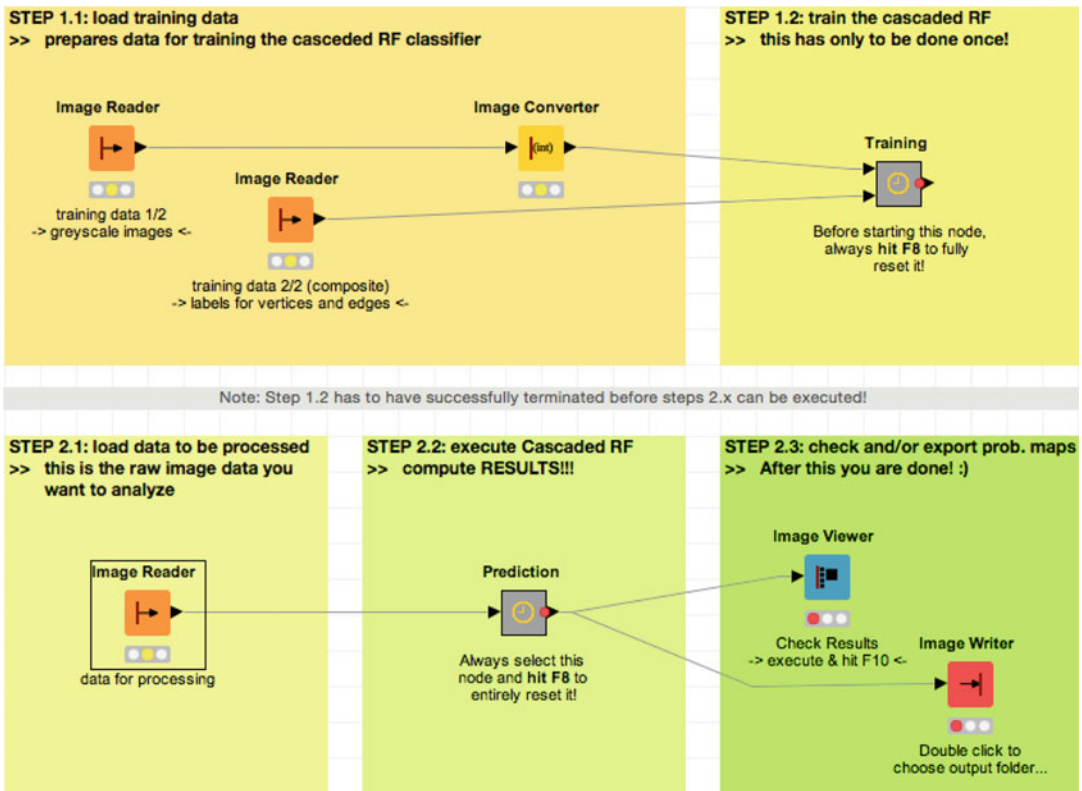 STEP 1.1: load training data
>> prepares data for training the casceded RF classifier
Image Reader
training data 1/2
-> greyscale images <-
Image Reader
training data 2/2 (composite)
-> labels for vertices and edges <-
Image Converter
(int)
STEP 1.2: train the cascaded RF
>> this has only to be done once!
Training
Before starting this node,
always hit F8 to fully
reset it!
Note: Step 1.2 has to have successfully terminated before steps 2.x can be executed!
STEP 2.1: load data to be processed
>> this is the raw image data you
want to analyze
Image Reader
data for processing
STEP 2.2: execute Cascaded RF
>> compute RESULTS!!!
Prediction
Always select this
node and hit F8 to
entirely reset it!
STEP 2.3: check and/or export prob. maps
>> After this you are done! :)
Image Viewer
Check Results
-> execute & hit F10 <-
Image Writer
Double click to
choose output folder...